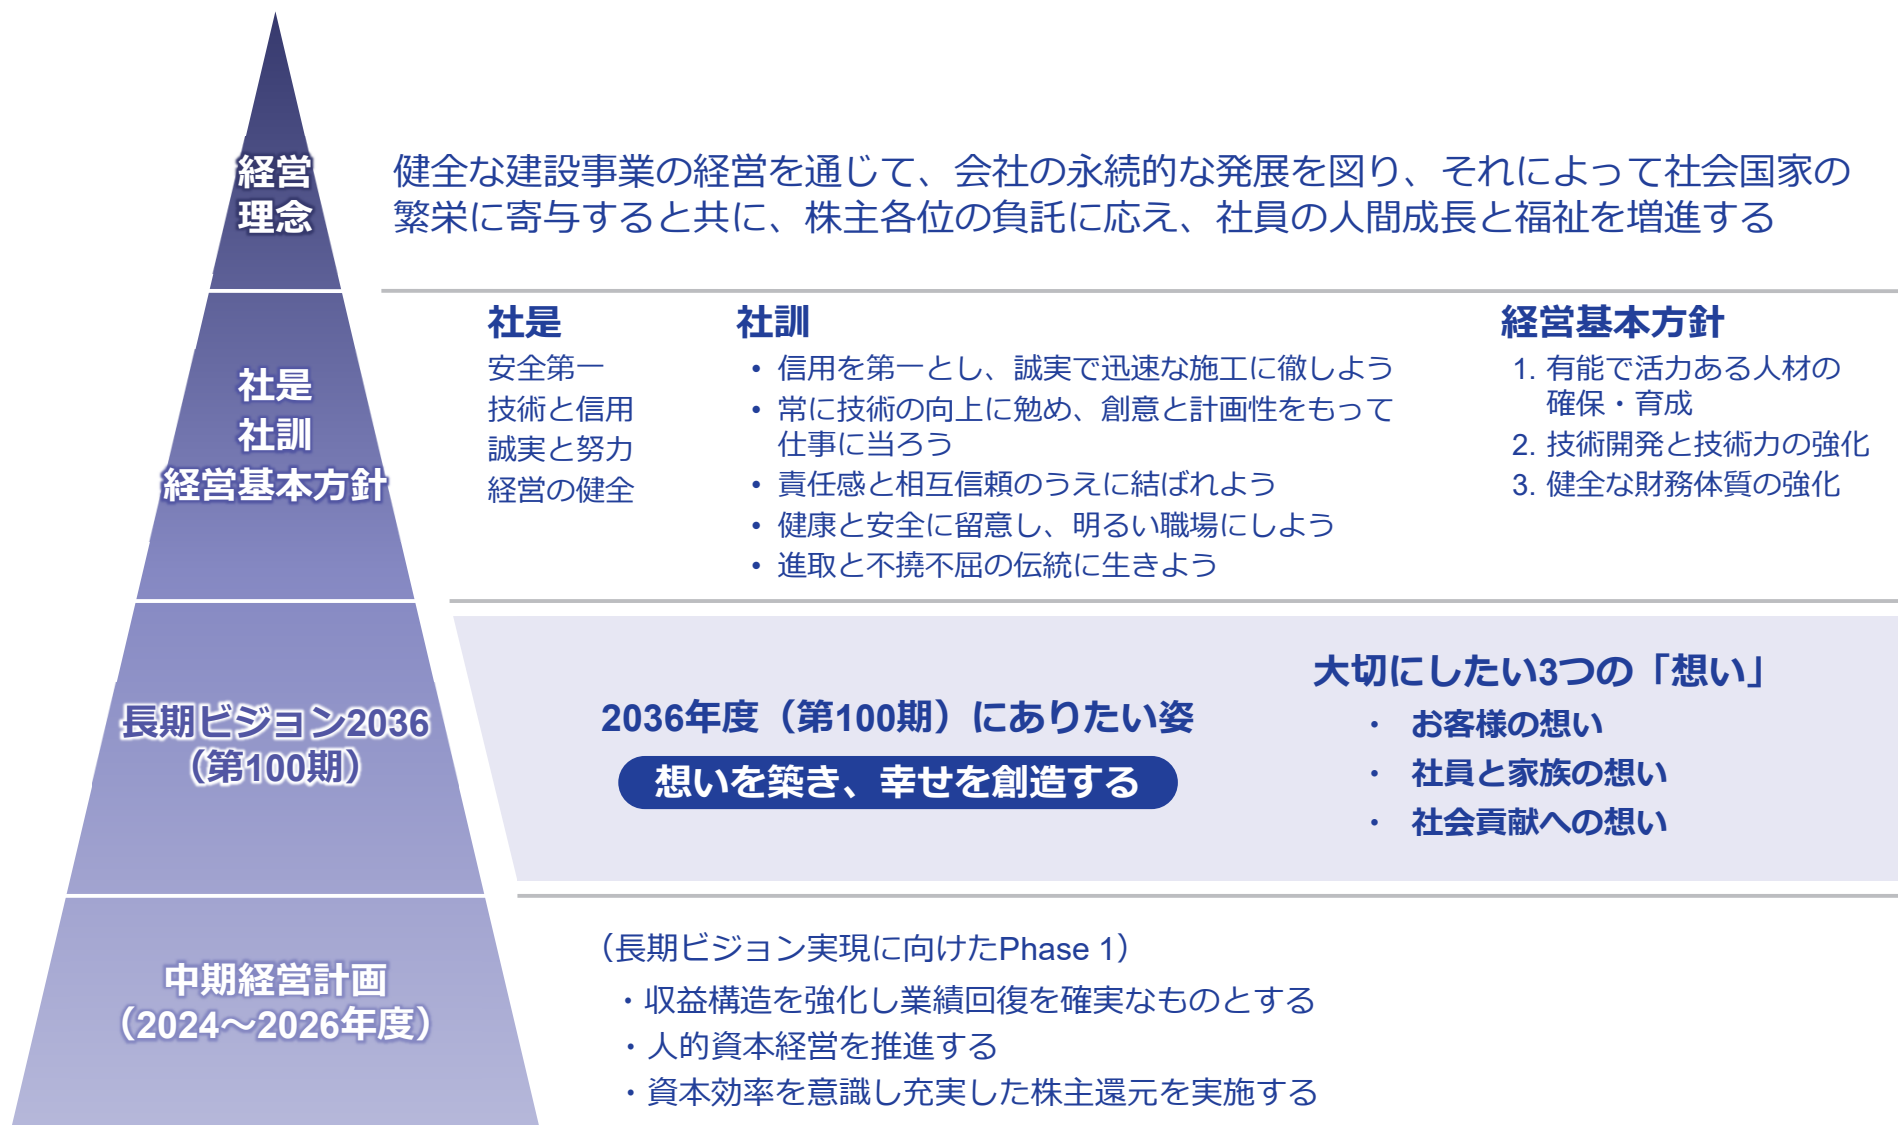 経営
理念
健全な建設事業の経営を通じて、会社の永続的な発展を図り、それによって社会国家の
繁栄に寄与すると共に、株主各位の負託に応え、社員の人間成長と福祉を増進する
社是
社訓
経営基本方針
社是
安全第一
技術と信用
誠実と努力
経営の健全
社訓
• 信用を第一とし、誠実で迅速な施工に徹しよう
• 常に技術の向上に勉め、創意と計画性をもって
仕事に当ろう
• 責任感と相互信頼のうえに結ばれよう
• 健康と安全に留意し、明るい職場にしよう
• 進取と不撓不屈の伝統に生きよう
経営基本方針
1. 有能で活力ある人材の
確保・育成
2. 技術開発と技術力の強化
3. 健全な財務体質の強化
長期ビジョン2036
（第100期）
2036年度（第100期）にありたい姿
想いを築き、幸せを創造する
大切にしたい3つの「想い」
・ お客様の想い
・ 社員と家族の想い
・ 社会貢献への想い
中期経営計画
（2024～2026年度）
（長期ビジョン実現に向けたPhase 1）
・収益構造を強化し業績回復を確実なものとする
・人的資本経営を推進する
・資本効率を意識し充実した株主還元を実施する